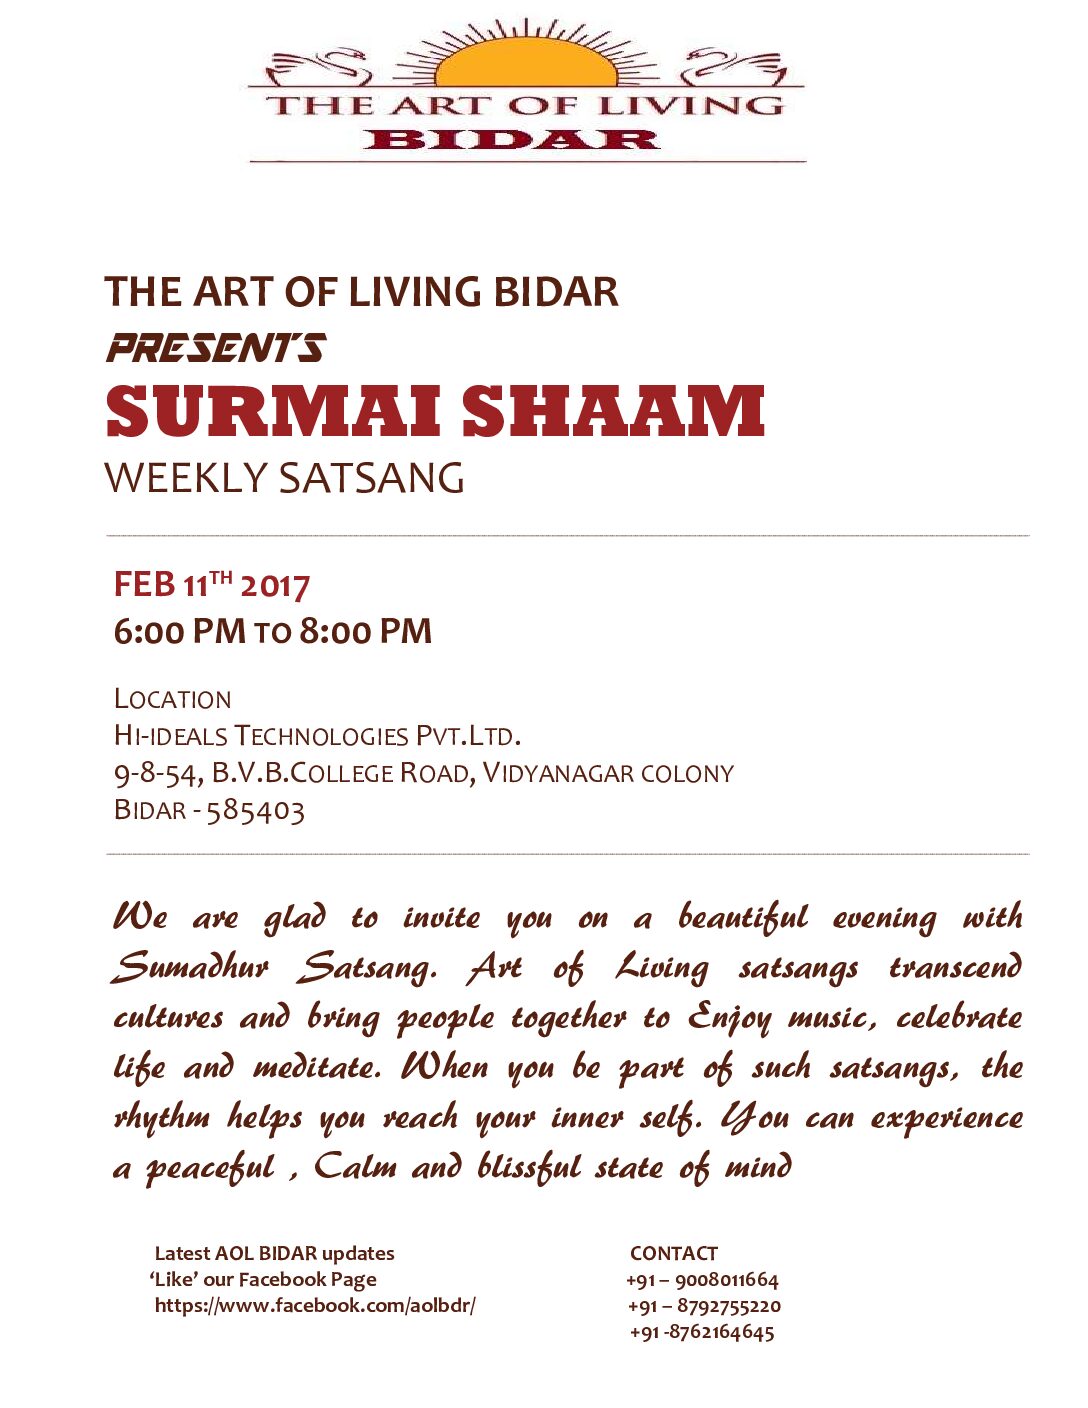 THE ART OF LIVING
BIDAR
THE ART OF LIVING BIDAR
PRESENT'S
SURMAI SHAAM
WEEKLY SATSANG
FEB 11TH 2017
6:00 PM TO 8:00 PM
LOCATION
HI-IDEALS TECHNOLOGIES PVT.LTD.
9-8-54, B.V.B.COLLEGE ROAD, VIDYANAGAR COLONY
BIDAR - 585403
We are glad to invite you on a beautiful evening with
Sumadhur Satsang. Art of Living satsangs transcend
cultures and bring people together to Enjoy music, celebrate
life and meditate. When you be part of such satsangs, the
rhythm helps you reach your inner self. You can experience
a peaceful , Calm and blissful state of mind
Latest AOL BIDAR updates
‘Like’ our Facebook Page
https://www.facebook.com/aolbdr/
CONTACT
+91 – 9008011664
+91 – 8792755220
+91 -8762164645